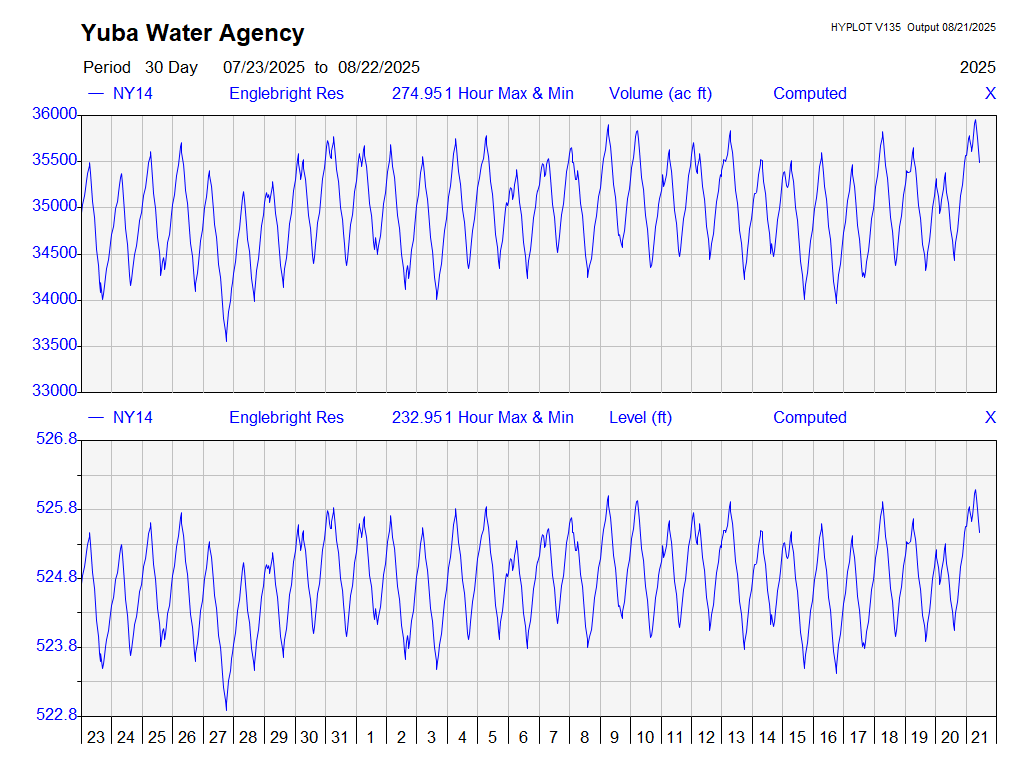 Yuba Water Agency
HYPLOT V135 Output 08/21/2025
Period 30 Day 07/23/2025 to 08/22/2025
2025
NY14 Englebright Res 274.951 Hour Max & Min Volume (ac ft) Computed X
36000
35500
35000
34500
34000
33500
33000
NY14 Englebright Res 232.951 Hour Max & Min Level (ft) Computed X
526.8
525.8
524.8
523.8
522.8
23 24 25 26 27 28 29 30 31 1 2 3 4 5 6 7 8 9 10 11 12 13 14 15 16 17 18 19 20 21